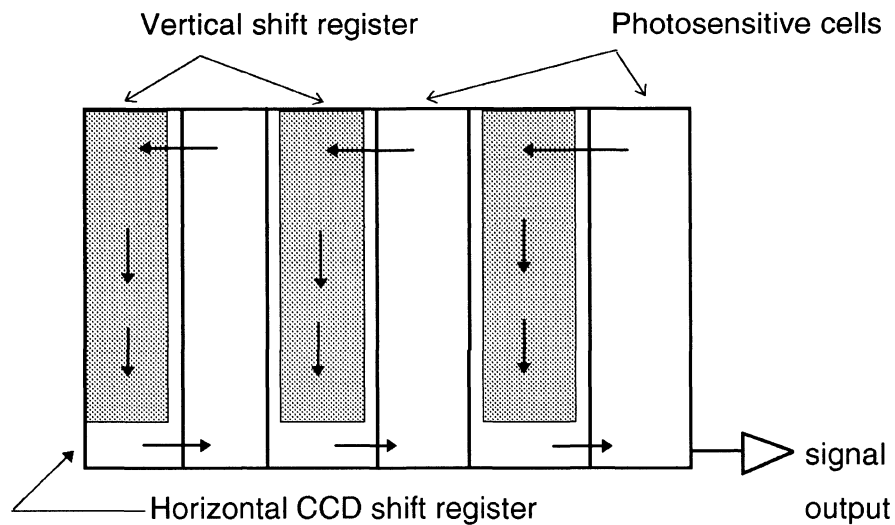 Vertical shift register
Photosensitive cells
signal
Horizontal CCD shift register
output